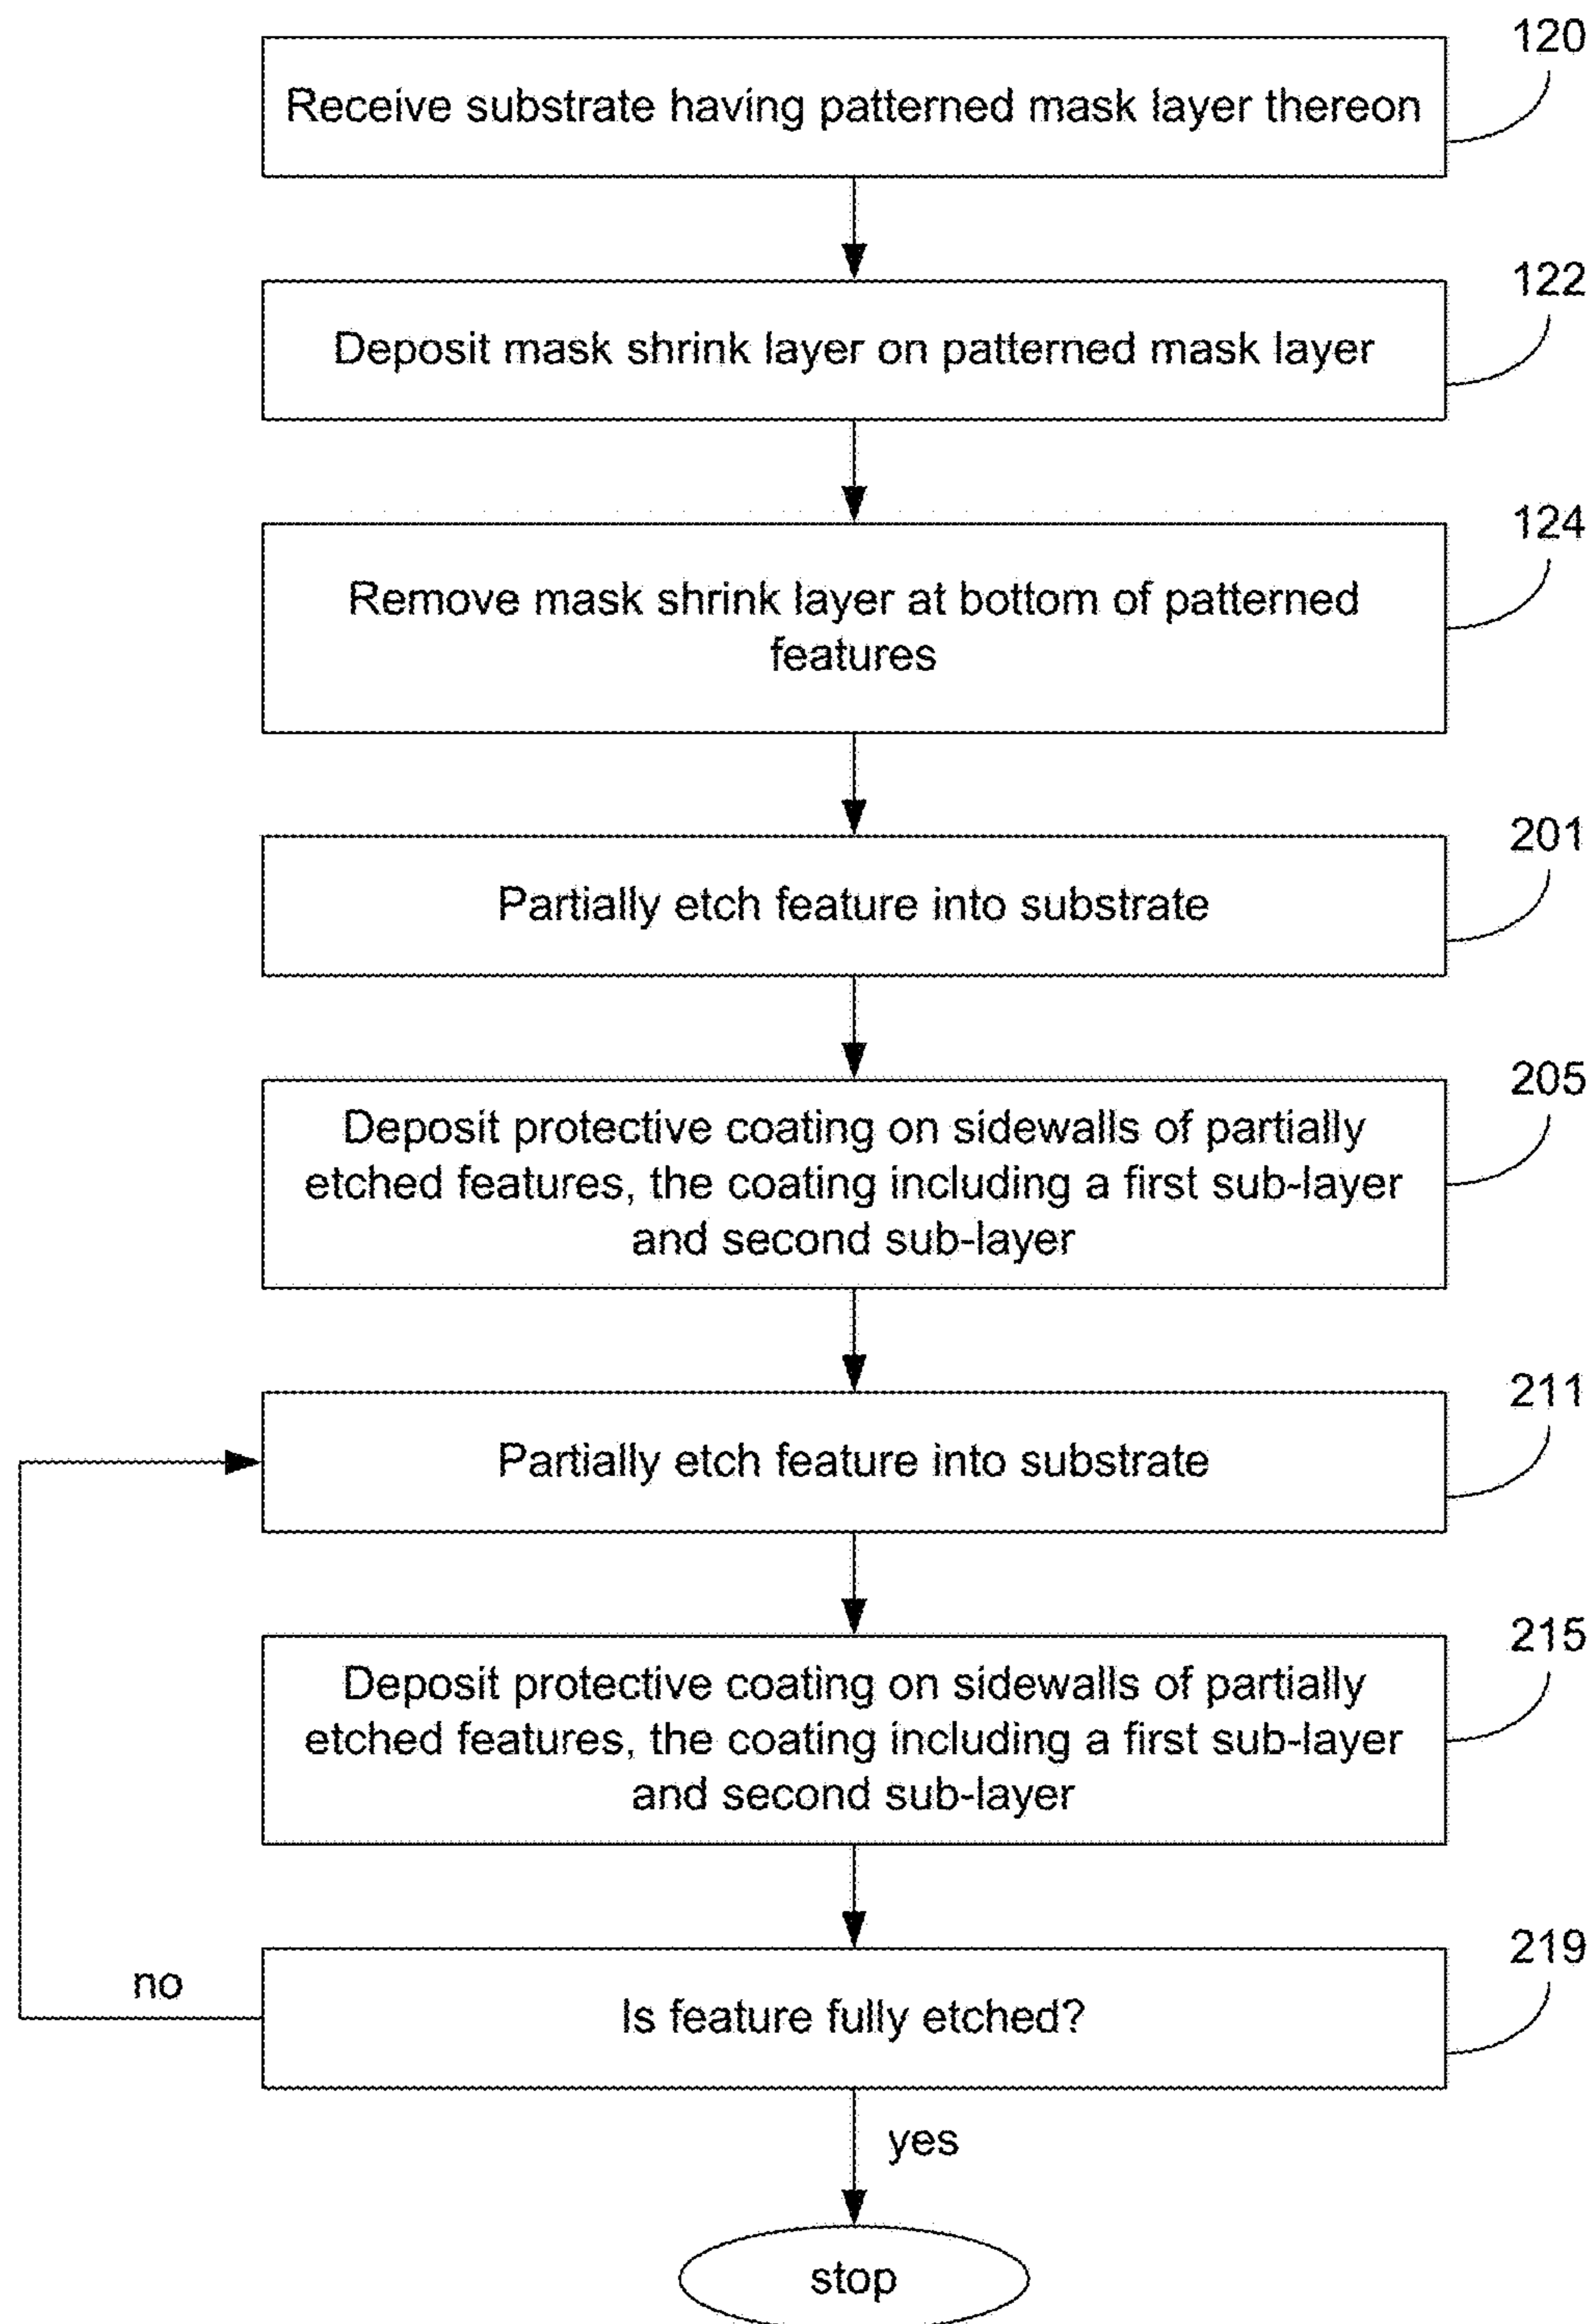 120
Receive substrate having patterned mask layer thereon
122
Deposit mask shrink layer on patterned mask layer
124
Remove mask shrink layer at bottom of patterned
features
201
Partially etch feature into substrate
205
Deposit protective coating on sidewalls of partially
etched features, the coating including a first sub-layer
and second sub-layer
211
Partially etch feature into substrate
215
Deposit protective coating on sidewalls of partially
etched features, the coating including a first sub-layer
and second sub-layer
219
no
Is feature fully etched?
yes
stop